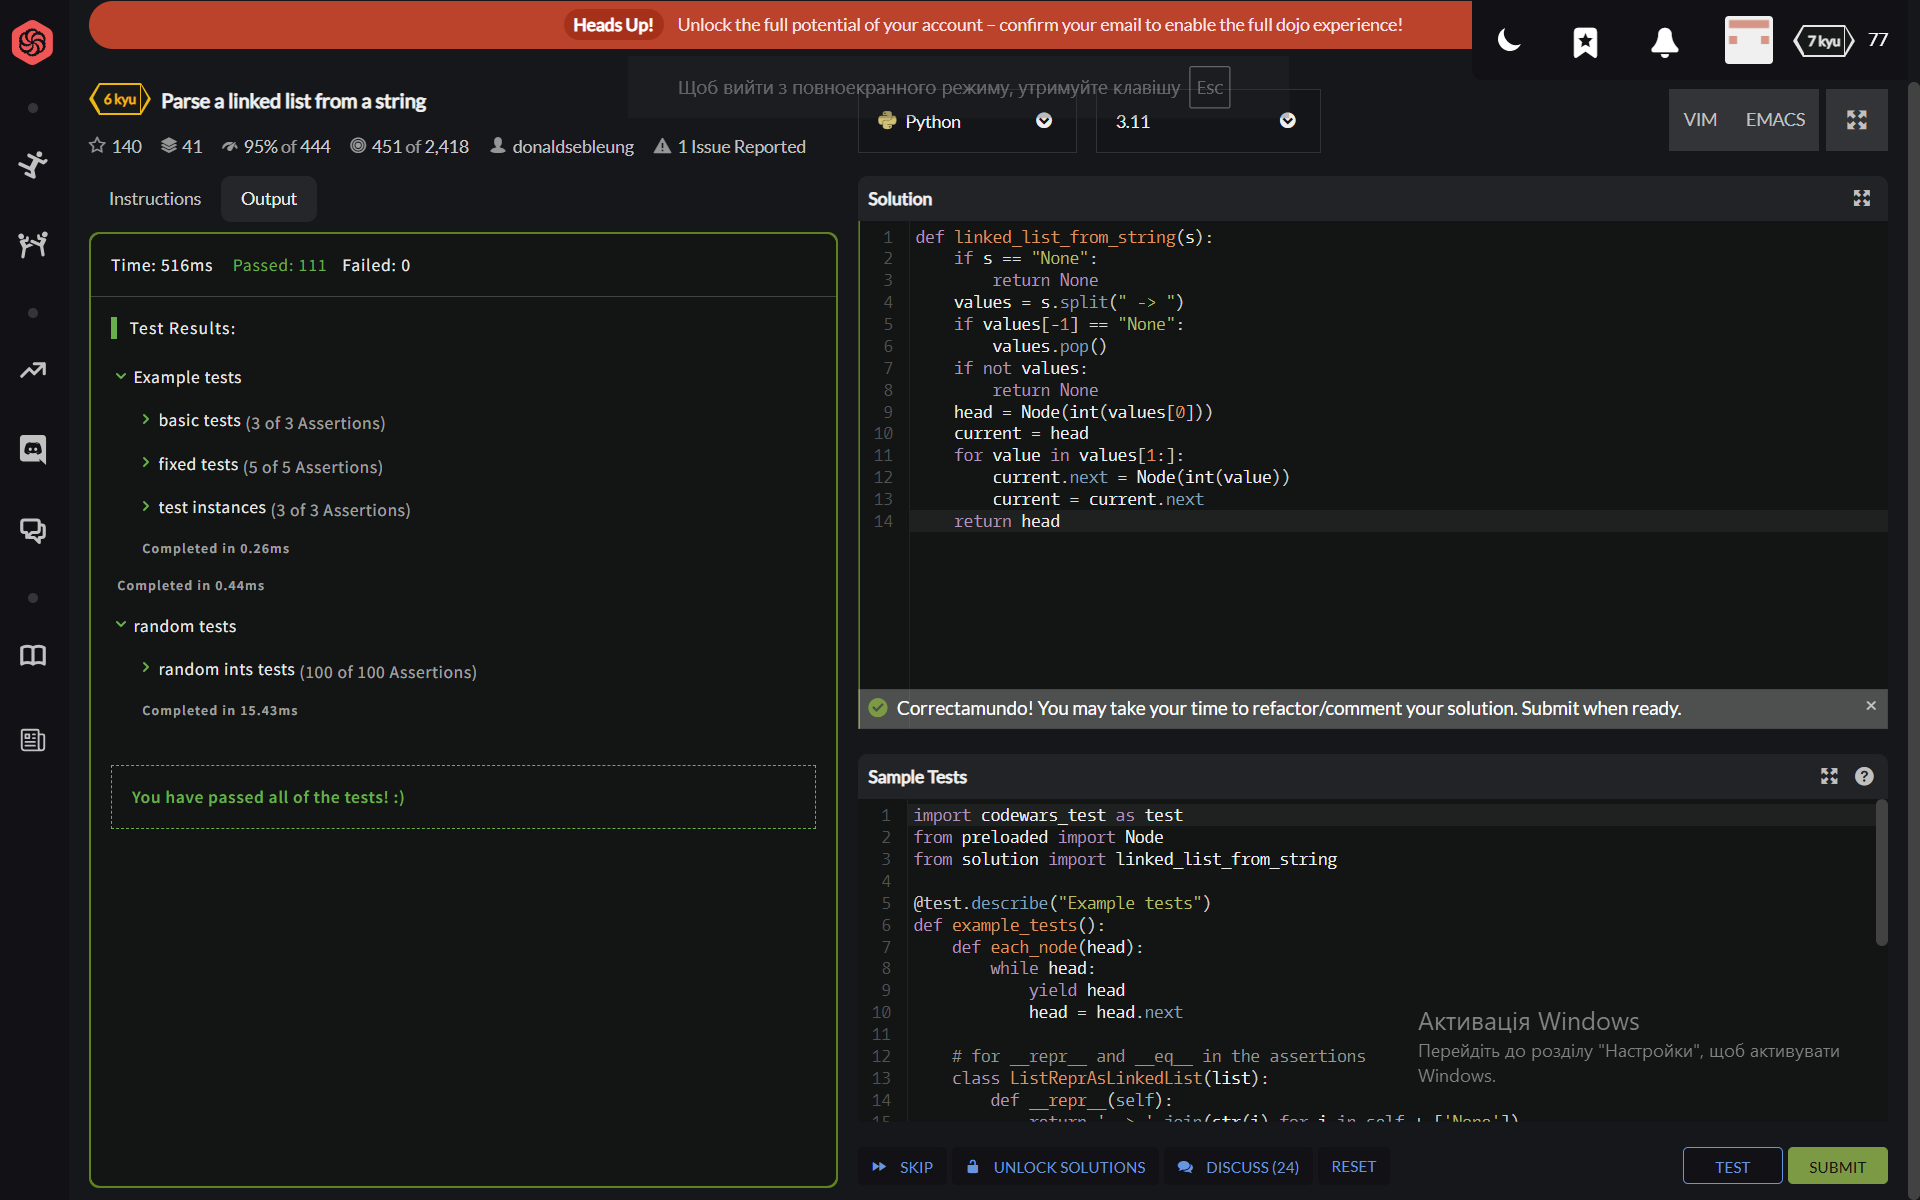 Heads Up! Unlock the full potential of your account – confirm your email to enable the full dojo experience!
7 kyu 77
Щоб вийти з повноекранного режиму, утримуйте клавішу Esc
6 kyu Parse a linked list from a string
140 41 95% of 444 451 of 2,418 donaldsebleung 1 Issue Reported
Python 3.11
VIM EMACS
Instructions Output
Time: 516ms Passed: 111 Failed: 0
Test Results:
Example tests
basic tests (3 of 3 Assertions)
fixed tests (5 of 5 Assertions)
test instances (3 of 3 Assertions)
Completed in 0.26ms
Completed in 0.44ms
random tests
random ints tests (100 of 100 Assertions)
Completed in 15.43ms
You have passed all of the tests! :)
Solution
1 def linked_list_from_string(s):
2     if s == "None":
3         return None
4     values = s.split(" -> ")
5     if values[-1] == "None":
6         values.pop()
7     if not values:
8         return None
9     head = Node(int(values[0]))
10     current = head
11     for value in values[1:]:
12         current.next = Node(int(value))
13         current = current.next
14     return head
Correctamundo! You may take your time to refactor/comment your solution. Submit when ready. ×
Sample Tests
1 import codewars_test as test
2 from preloaded import Node
3 from solution import linked_list_from_string
4
5 @test.describe("Example tests")
6 def example_tests():
7     def each_node(head):
8         while head:
9             yield head
10             head = head.next
11
12     # for __repr__ and __eq__ in the assertions
13     class ListReprAsLinkedList(list):
14         def __repr__(self):
15             return ' -> '.join(str(i) for i in self + ['None'])
Активація Windows
Перейдіть до розділу "Настройки", щоб активувати
Windows.
SKIP UNLOCK SOLUTIONS DISCUSS (24) RESET TEST SUBMIT